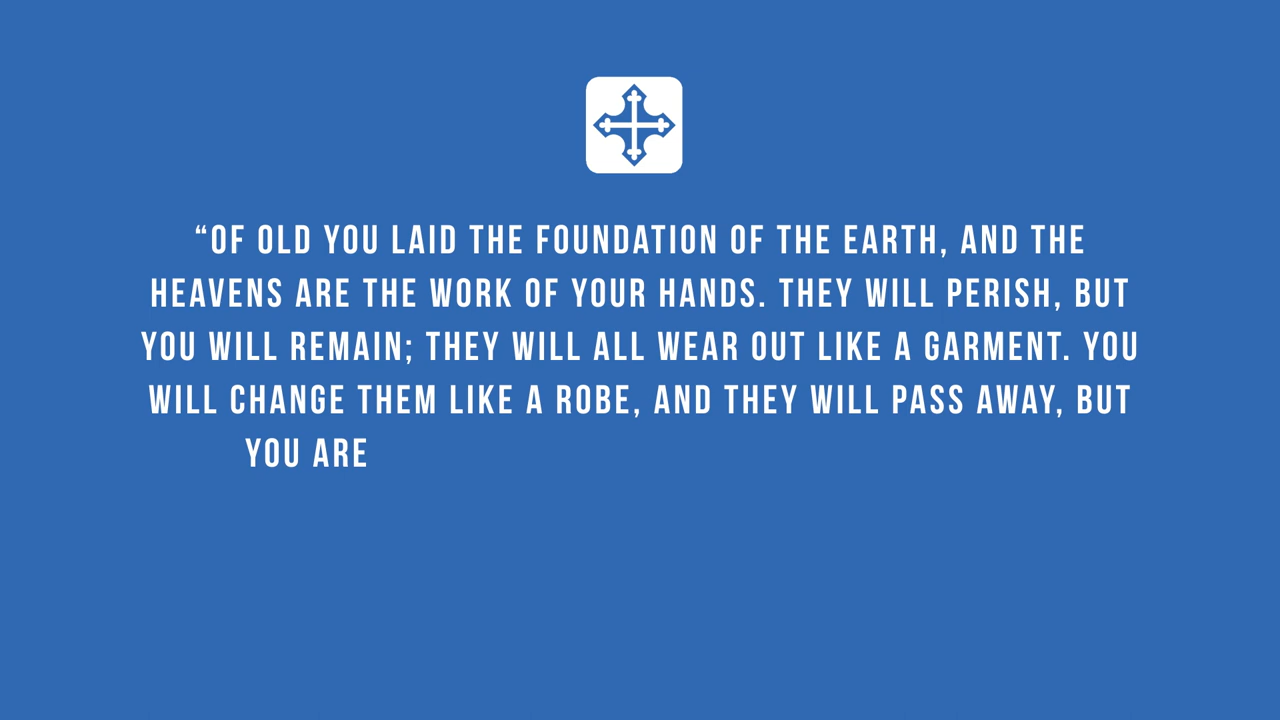 “OF OLD YOU LAID THE FOUNDATION OF THE EARTH, AND THE
HEAVENS ARE THE WORK OF YOUR HANDS. THEY WILL PERISH, BUT
YOU WILL REMAIN; THEY WILL ALL WEAR OUT LIKE A GARMENT. YOU
WILL CHANGE THEM LIKE A ROBE, AND THEY WILL PASS AWAY, BUT
YOU ARE